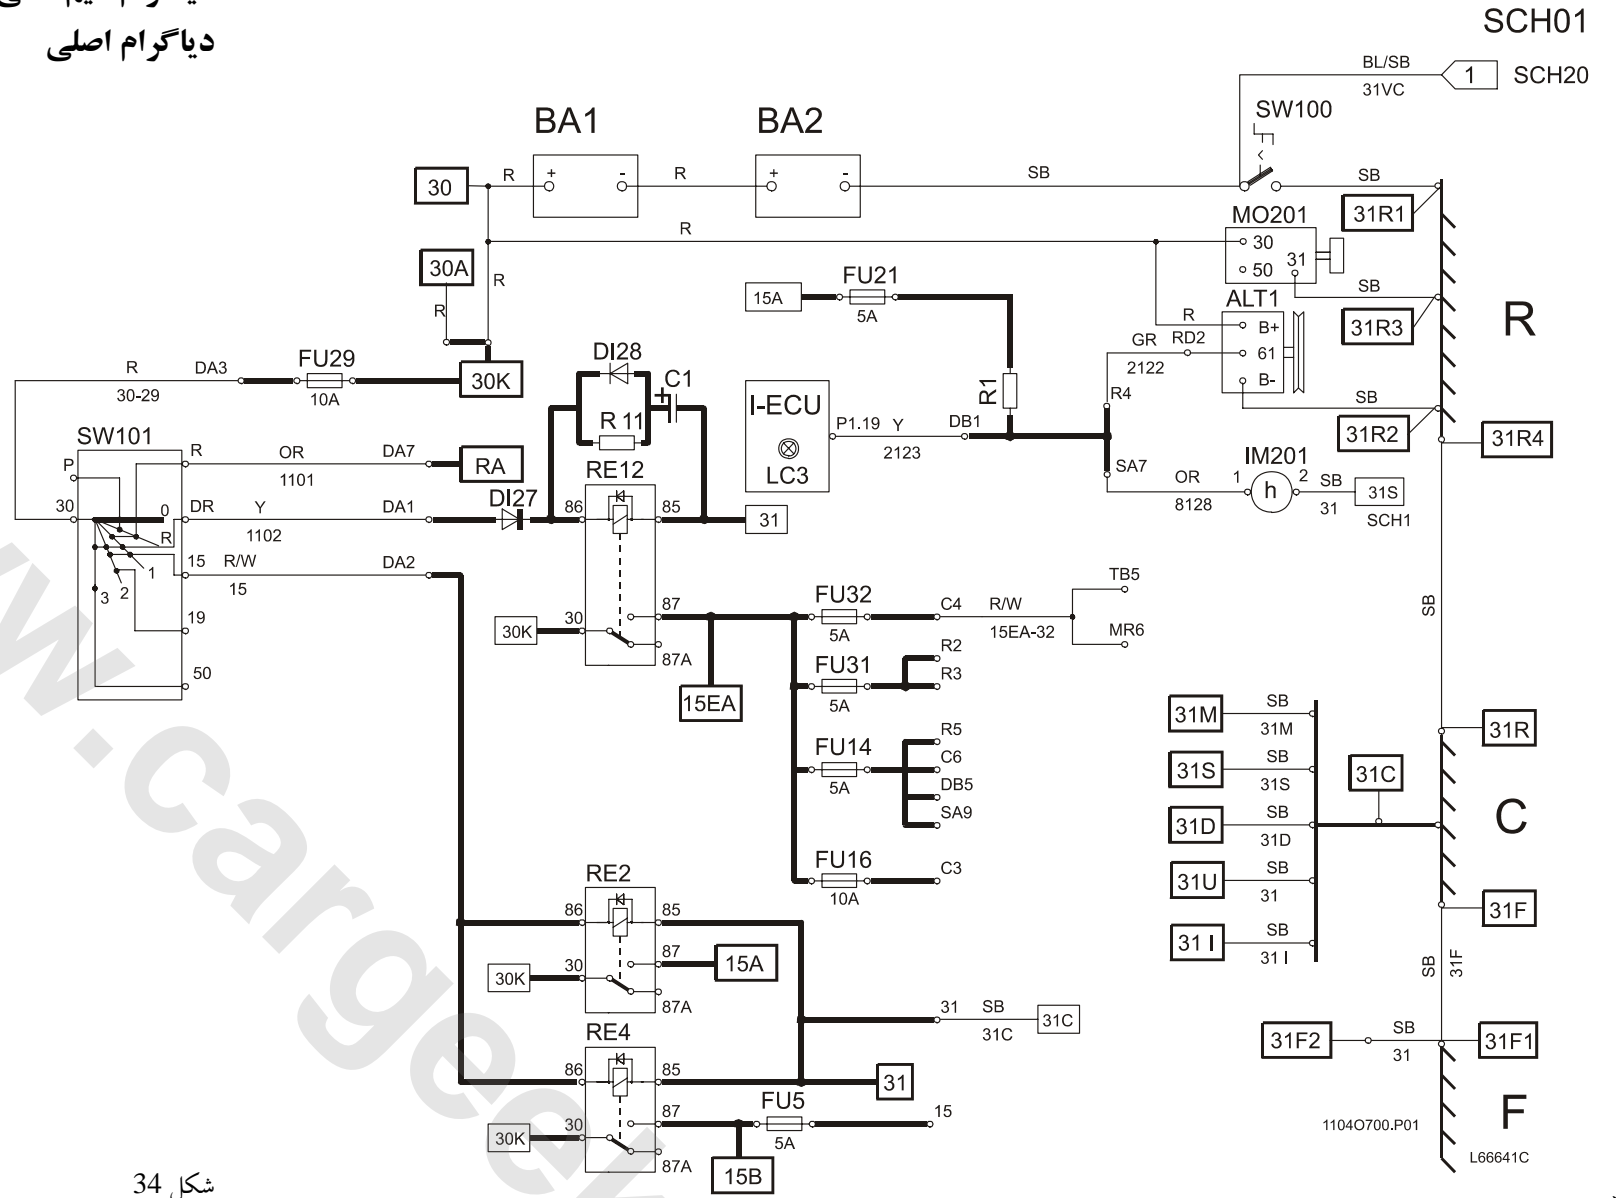 دیاگرام اصلی
SCH01
BL/SB
31VC
1
SCH20
SW100
BA1
BA2
30
R
+
-
R
+
-
SB
SB
31R1
R
MO201
30
50
31
SB
31R3
30A
R
R
15A
FU21
5A
ALT1
B+
61
B-
R
GR
RD2
2122
R4
SB
31R2
31R4
R
R
30-29
DA3
FU29
10A
30K
DI28
C1
+
R 11
I-ECU
LC3
P1.19
Y
2123
DB1
R1
SA7
OR
8128
IM201
1
h
2
SB
31
31S
SCH1
SW101
P
30
0
R
1
2
3
R
OR
1101
DA7
RA
DR
Y
1102
DA1
DI27
15
R/W
15
DA2
19
50
RE12
86
85
31
30K
30
87
87A
15EA
FU32
5A
C4
R/W
15EA-32
TB5
MR6
FU31
5A
R2
R3
FU14
5A
R5
C6
DB5
SA9
FU16
10A
C3
SB
31M
SB
31M
31S
SB
31S
31D
SB
31D
31U
SB
31
31 I
SB
31 I
31C
31R
C
31F
SB
31F
RE2
86
85
30K
30
87
87A
15A
31
SB
31C
31C
RE4
86
85
31
30K
30
87
87A
FU5
5A
15
15B
31F2
SB
31
31F1
F
1104O700.P01
L66641C
شکل 34
www.cargeek